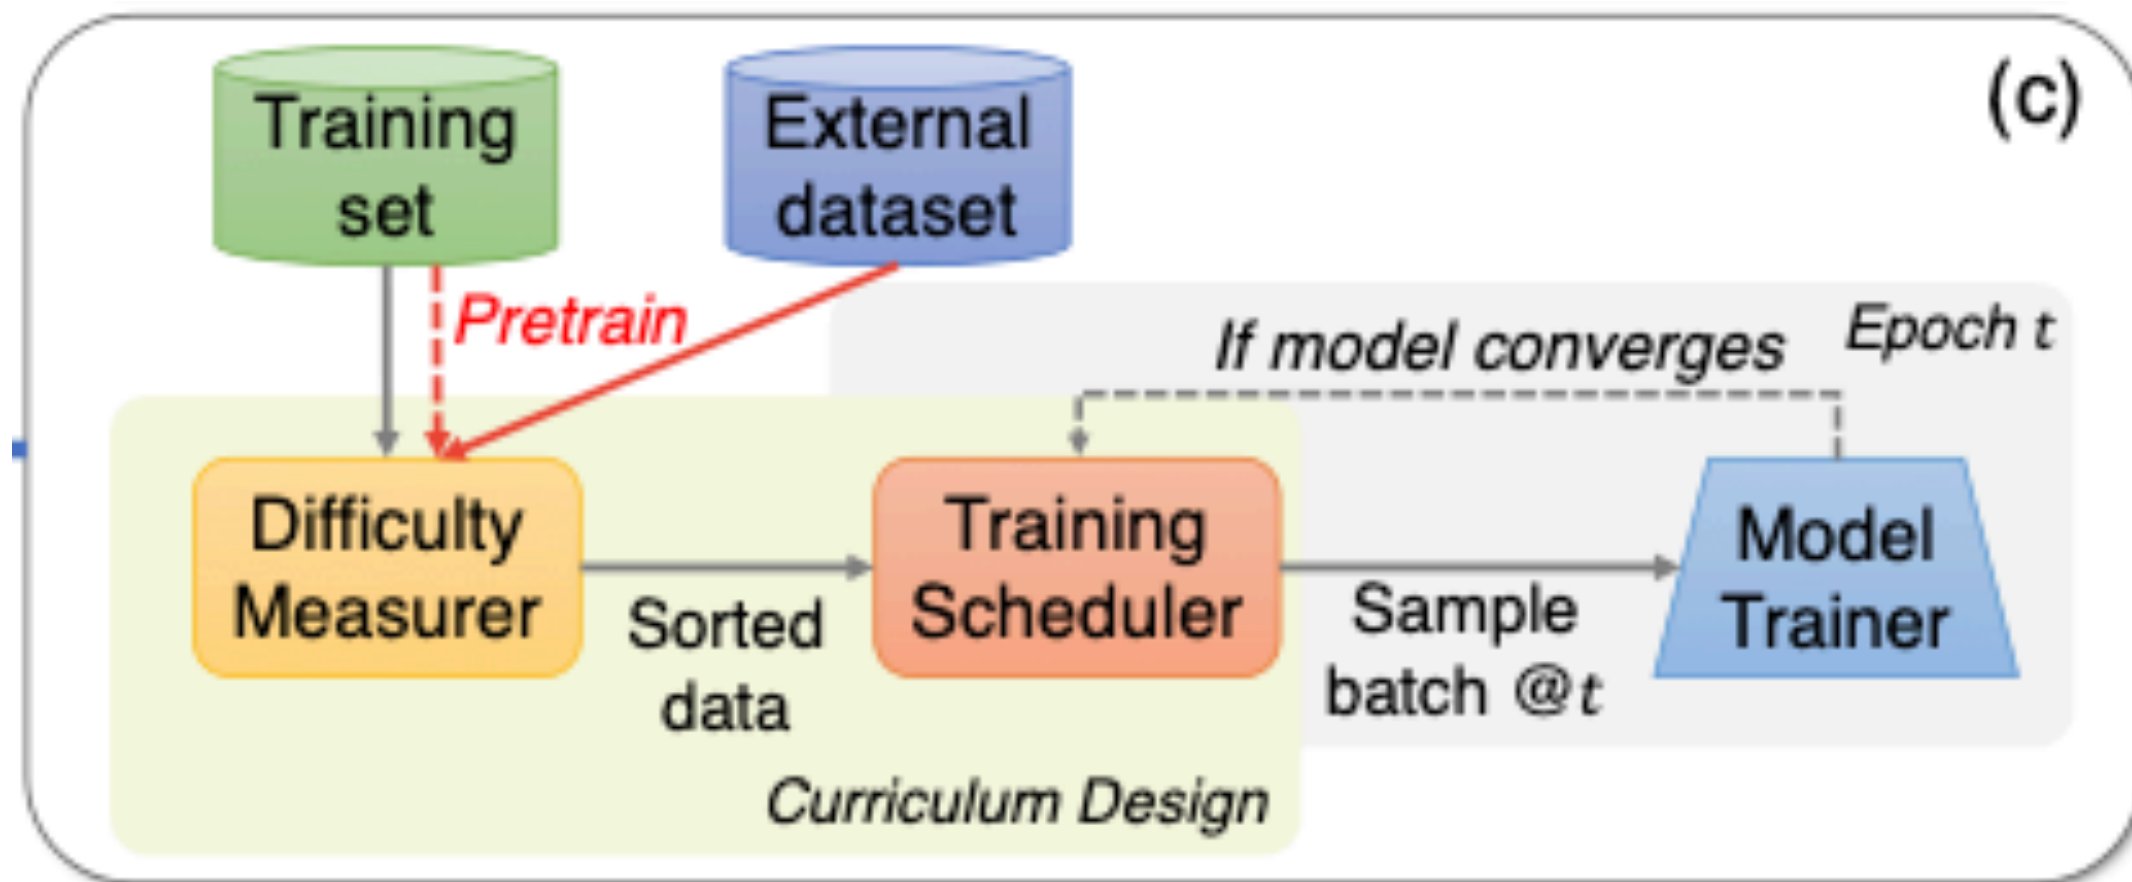 (c)
Training
set
External
dataset
Pretrain
If model converges
Epoch t
Difficulty
Measurer
Sorted
data
Training
Scheduler
Sample
batch @t
Model
Trainer
Curriculum Design